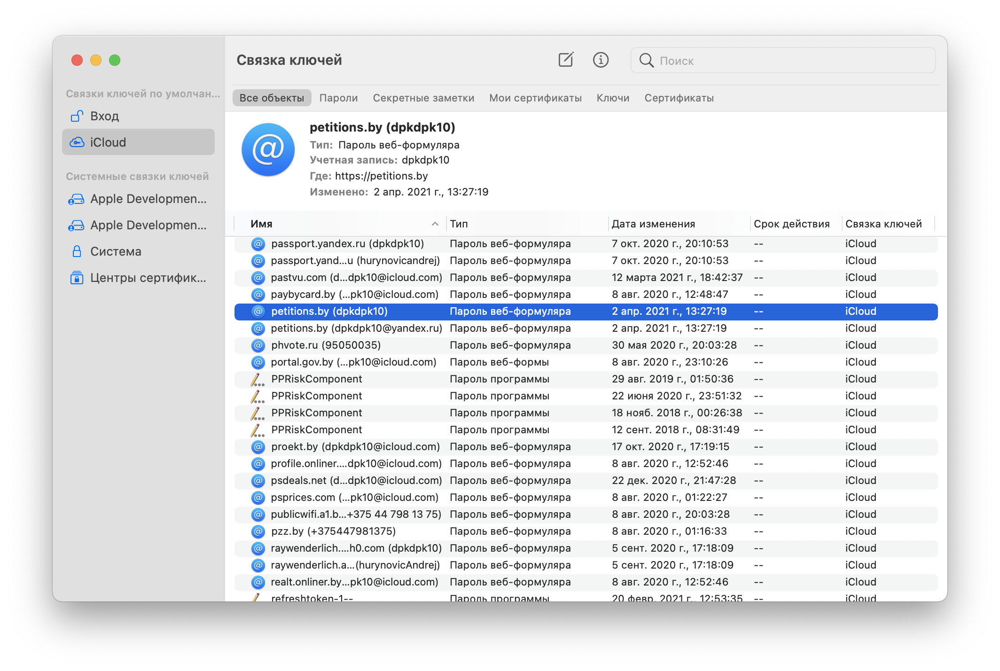 Связка ключей
Поиск
Связки ключей по умолчан...
Вход
iCloud
Системные связки ключей
Apple Developmen...
Apple Developmen...
Система
Центры сертифик...
Все объекты Пароли Секретные заметки Мои сертификаты Ключи Сертификаты
petitions.by (dpkdpk10)
Тип: Пароль веб-формуляра
Учетная запись: dpkdpk10
Где: https://petitions.by
Изменено: 2 апр. 2021 г., 13:27:19
Имя Тип Дата изменения Срок действия Связка ключей
passport.yandex.ru (dpkdpk10) Пароль веб-формуляра 7 окт. 2020 г., 20:10:53 -- iCloud
passport.yand...u (hurynovicandrej) Пароль веб-формуляра 7 окт. 2020 г., 20:10:53 -- iCloud
pastvu.com (d...dpk10@icloud.com) Пароль веб-формуляра 12 марта 2021 г., 18:42:37 -- iCloud
paybycard.by (...pk10@icloud.com) Пароль веб-формуляра 8 авг. 2020 г., 12:48:47 -- iCloud
petitions.by (dpkdpk10) Пароль веб-формуляра 2 апр. 2021 г., 13:27:19 -- iCloud
petitions.by (dpkdpk10@yandex.ru) Пароль веб-формуляра 2 апр. 2021 г., 13:27:19 -- iCloud
phvote.ru (95050035) Пароль веб-формуляра 30 мая 2020 г., 20:03:28 -- iCloud
portal.gov.by (...pk10@icloud.com) Пароль веб-формы 8 авг. 2020 г., 23:10:26 -- iCloud
PPRiskComponent Пароль программы 29 авг. 2019 г., 01:50:36 -- iCloud
PPRiskComponent Пароль программы 22 июня 2020 г., 23:51:32 -- iCloud
PPRiskComponent Пароль программы 18 нояб. 2018 г., 00:26:38 -- iCloud
PPRiskComponent Пароль программы 12 сент. 2018 г., 08:31:49 -- iCloud
proekt.by (dpkdpk10@icloud.com) Пароль веб-формуляра 17 окт. 2020 г., 17:19:15 -- iCloud
profile.onliner....dpk10@icloud.com) Пароль веб-формуляра 8 авг. 2020 г., 12:52:46 -- iCloud
psdeals.net (d...dpk10@icloud.com) Пароль веб-формуляра 22 дек. 2020 г., 21:47:28 -- iCloud
psprices.com (...pk10@icloud.com) Пароль веб-формуляра 8 авг. 2020 г., 01:22:27 -- iCloud
publicwifi.a1.b...+375 44 798 13 75) Пароль веб-формуляра 8 авг. 2020 г., 20:03:28 -- iCloud
pzz.by (+375447981375) Пароль веб-формуляра 8 авг. 2020 г., 01:16:33 -- iCloud
raywenderlich....h0.com (dpkdpk10) Пароль веб-формуляра 5 сент. 2020 г., 17:18:09 -- iCloud
raywenderlich.a...(hurynovicAndrej) Пароль веб-формуляра 5 сент. 2020 г., 17:18:09 -- iCloud
realt.onliner.by...pk10@icloud.com) Пароль веб-формуляра 8 авг. 2020 г., 12:52:46 -- iCloud
refreshtoken-1-- Пароль программы 20 февр. 2021 г., 12:53:35 -- iCloud